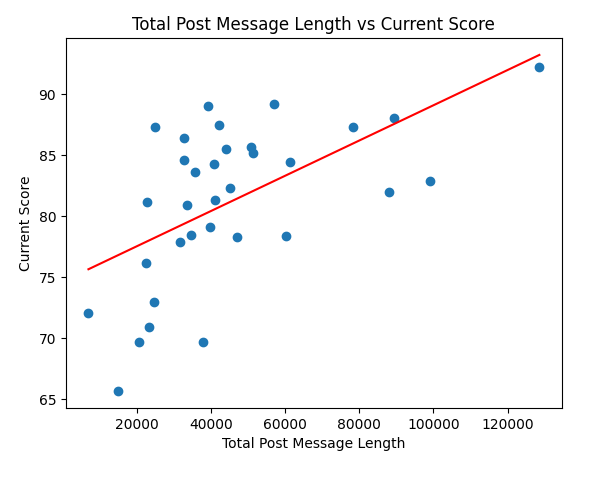 Total Post Message Length vs Current Score
90
85
80
75
70
65
Current Score
20000 40000 60000 80000 100000 120000
Total Post Message Length